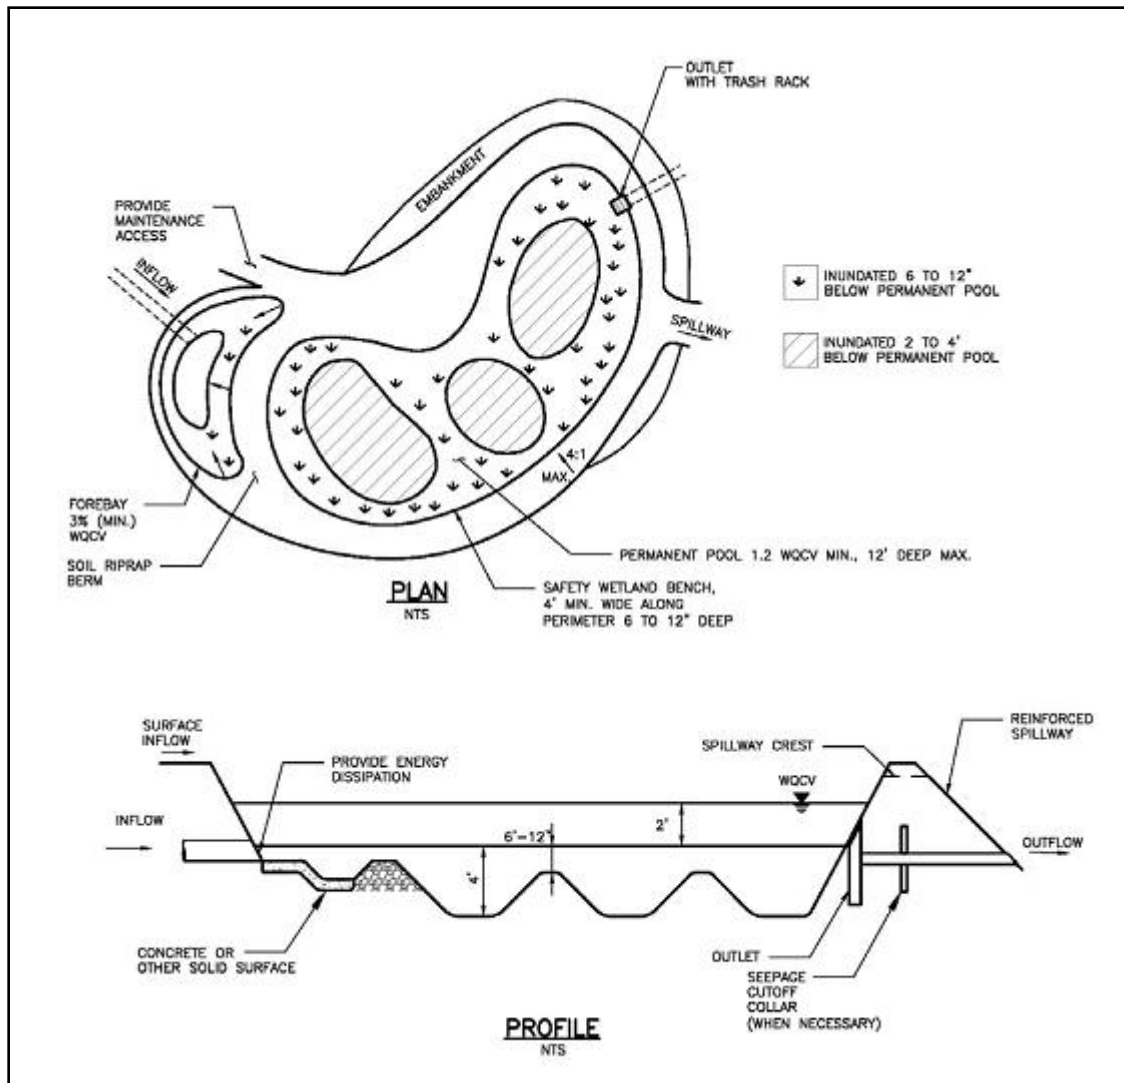 OUTLET
WITH TRASH RACK
EMBANKMENT
PROVIDE
MAINTENANCE
ACCESS
INFLOW
INUNDATED 6 TO 12"
BELOW PERMANENT POOL
SPILLWAY
INUNDATED 2 TO 4'
BELOW PERMANENT POOL
4:1
MAX.
FOREBAY
3% (MIN.)
WQCV
SOIL RIPRAP
BERM
PERMANENT POOL 1.2 WQCV MIN., 12' DEEP MAX.
PLAN
NTS
SAFETY WETLAND BENCH,
4' MIN. WIDE ALONG
PERIMETER 6 TO 12" DEEP
SURFACE
INFLOW
PROVIDE ENERGY
DISSIPATION
SPILLWAY CREST
REINFORCED
SPILLWAY
WQCV
INFLOW
6"-12"
2'
OUTFLOW
4'
CONCRETE OR
OTHER SOLID SURFACE
OUTLET
SEEPAGE
CUTOFF
COLLAR
(WHEN NECESSARY)
PROFILE
NTS